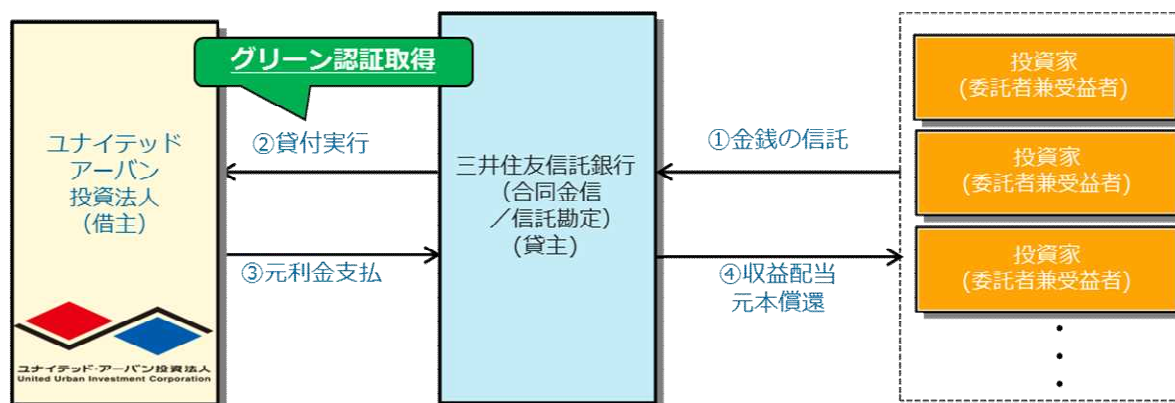 グリーン認証取得
ユナイテッド
アーバン
投資法人
(借主)
ユナイテッド・アーバン投資法人
United Urban Investment Corporation
②貸付実行
③元利金支払
三井住友信託銀行
(合同金信
／信託勘定)
(貸主)
①金銭の信託
④収益配当
元本償還
投資家
(委託者兼受益者)
投資家
(委託者兼受益者)
投資家
(委託者兼受益者)